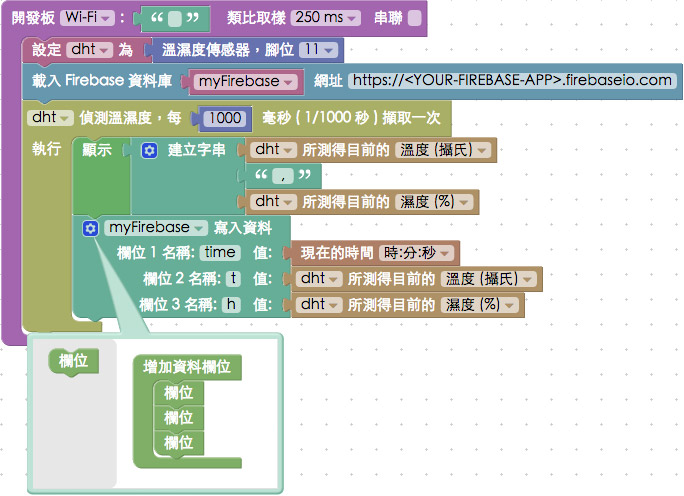 開發板 Wi-Fi : “ ” 類比取樣 250 ms 串聯
設定 dht 為 溫濕度傳感器，腳位 11
載入 Firebase 資料庫 myFirebase 網址 https://<YOUR-FIREBASE-APP>.firebaseio.com
dht 偵測溫濕度，每 1000 毫秒 ( 1/1000 秒 ) 擷取一次
執行 顯示 建立字串 dht 所測得目前的 溫度 (攝氏)
“ , ”
dht 所測得目前的 濕度 (%)
myFirebase 寫入資料
欄位 1 名稱: time 值: 現在的時間 時:分:秒
欄位 2 名稱: t 值: dht 所測得目前的 溫度 (攝氏)
欄位 3 名稱: h 值: dht 所測得目前的 濕度 (%)
欄位 增加資料欄位
欄位
欄位
欄位